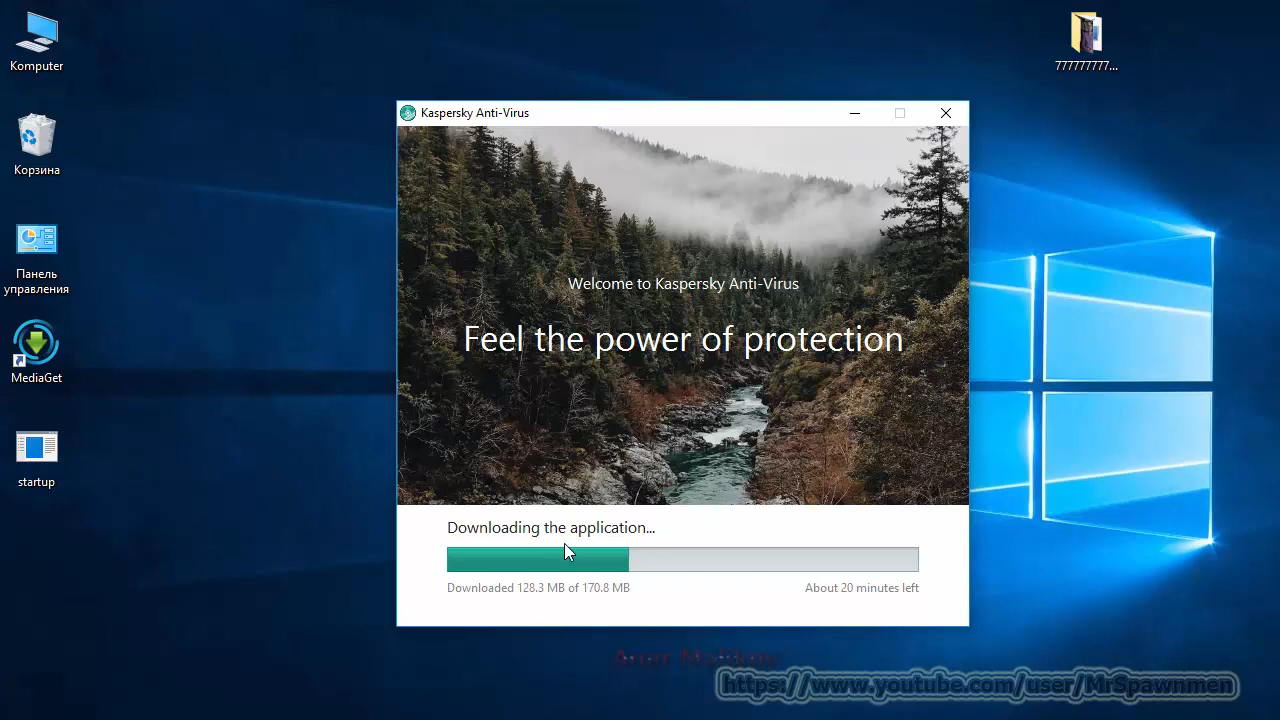 Komputer
Корзина
Панель
управления
MediaGet
startup
777777777...
Kaspersky Anti-Virus
Welcome to Kaspersky Anti-Virus
Feel the power of protection
Downloading the application...
Downloaded 128.3 MB of 170.8 MB
About 20 minutes left
https://www.youtube.com/user/MrSpawnmen